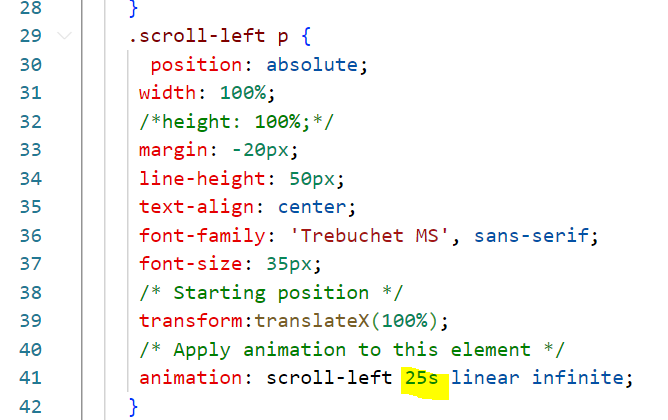 28 }
29 .scroll-left p {
30 position: absolute;
31 width: 100%;
32 /*height: 100%;*/
33 margin: -20px;
34 line-height: 50px;
35 text-align: center;
36 font-family: 'Trebuchet MS', sans-serif;
37 font-size: 35px;
38 /* Starting position */
39 transform:translateX(100%);
40 /* Apply animation to this element */
41 animation: scroll-left 25s linear infinite;
42 }